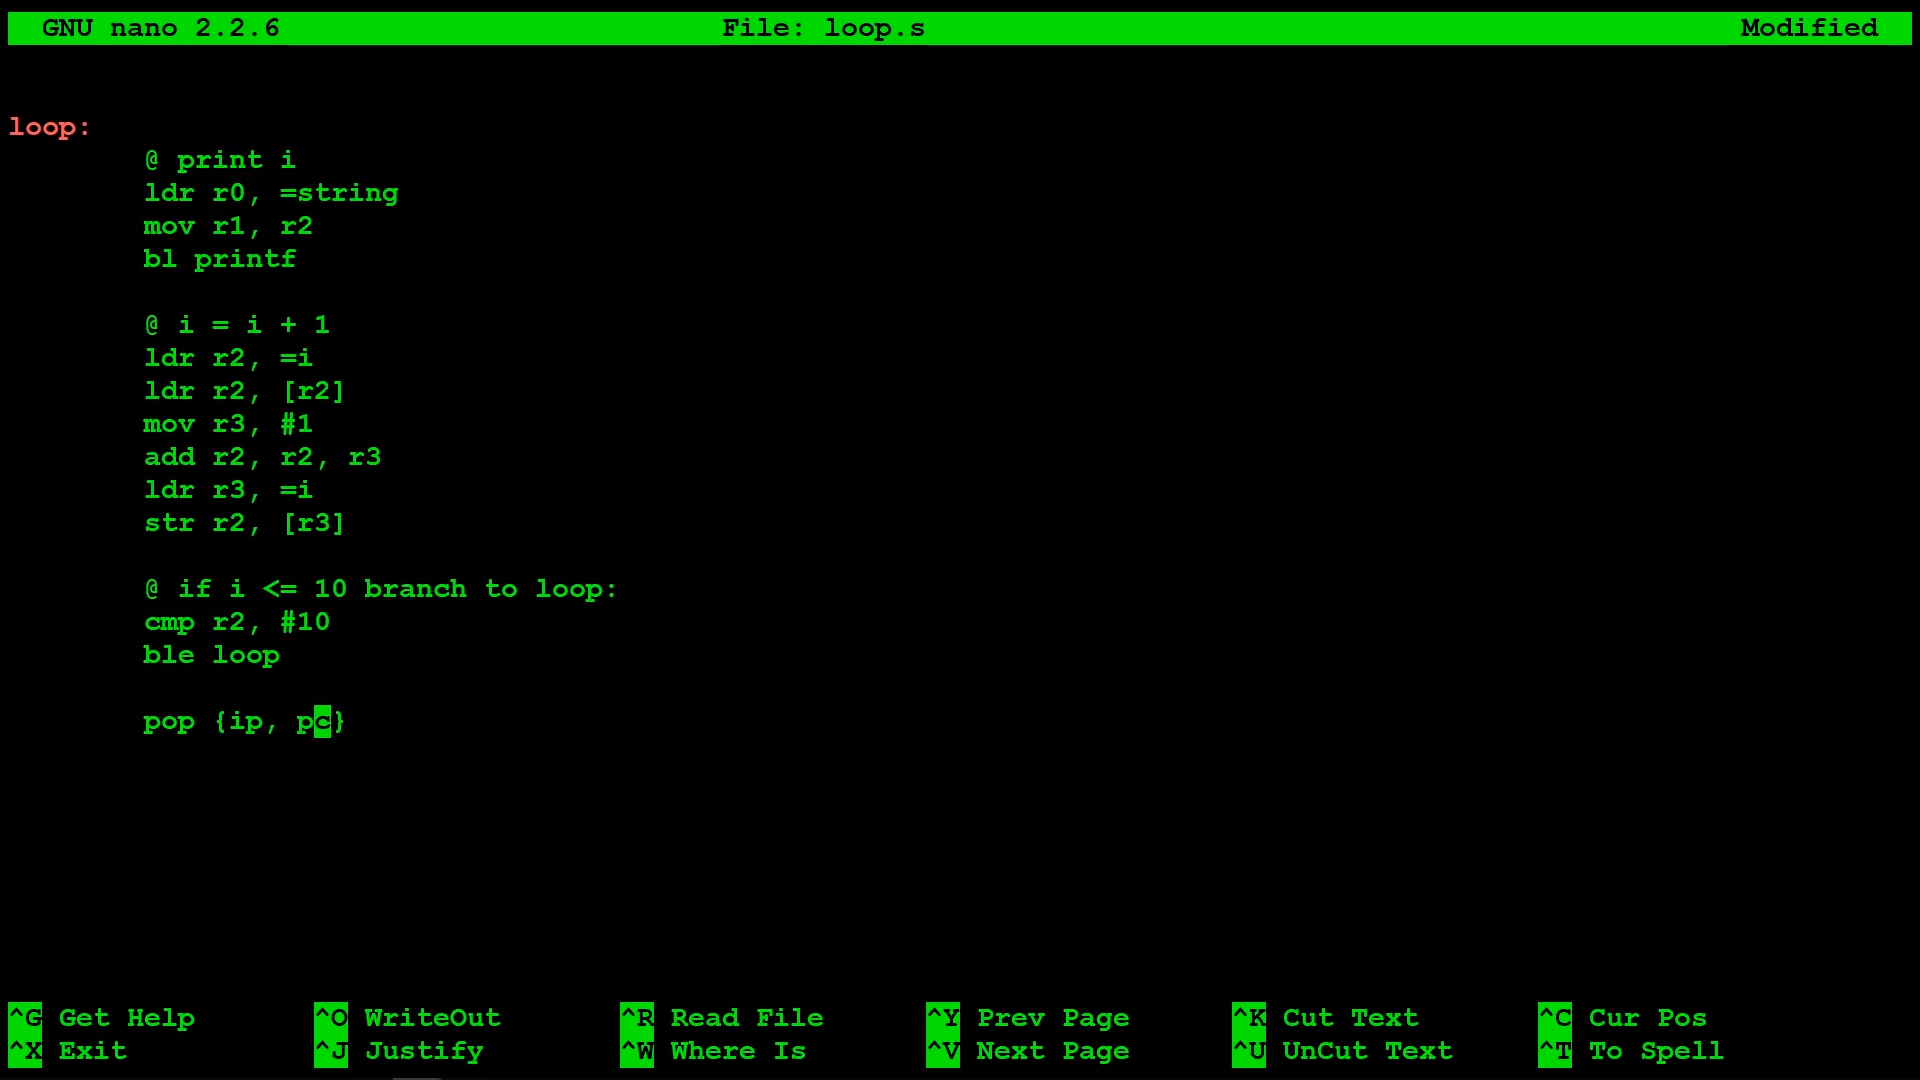 GNU nano 2.2.6 File: loop.s Modified
loop:
@ print i
ldr r0, =string
mov r1, r2
bl printf
@ i = i + 1
ldr r2, =i
ldr r2, [r2]
mov r3, #1
add r2, r2, r3
ldr r3, =i
str r2, [r3]
@ if i <= 10 branch to loop:
cmp r2, #10
ble loop
pop {ip, pc}
^G Get Help ^O WriteOut ^R Read File ^Y Prev Page ^K Cut Text ^C Cur Pos
^X Exit ^J Justify ^W Where Is ^V Next Page ^U UnCut Text ^T To Spell